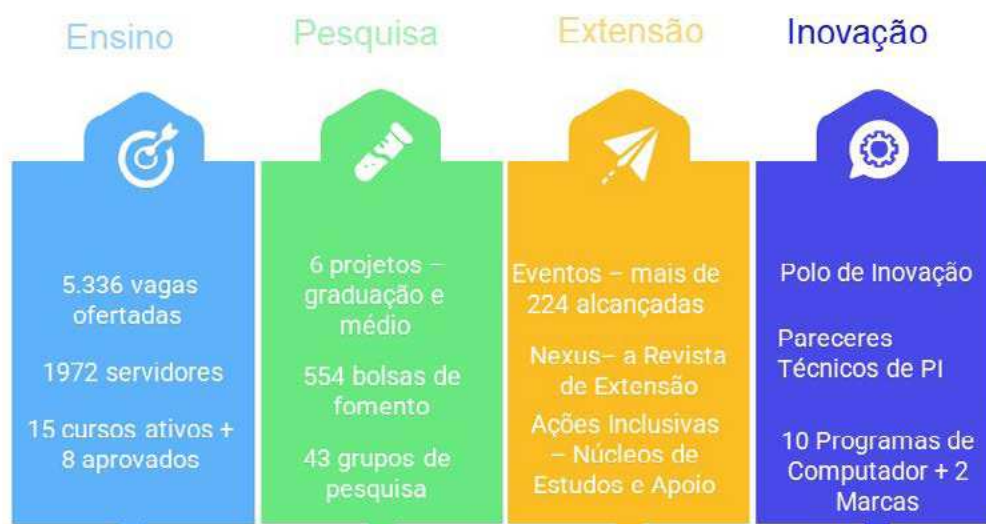 Ensino
5.336 vagas
ofertadas
1972 servidores
15 cursos ativos +
8 aprovados
Pesquisa
6 projetos –
graduação e
médio
554 bolsas de
fomento
43 grupos de
pesquisa
Extensão
Eventos – mais de
224 alcançadas
Nexus– a Revista
de Extensão
Ações Inclusivas
– Núcleos de
Estudos e Apoio
Inovação
Polo de Inovação
Pareceres
Técnicos de PI
10 Programas de
Computador + 2
Marcas